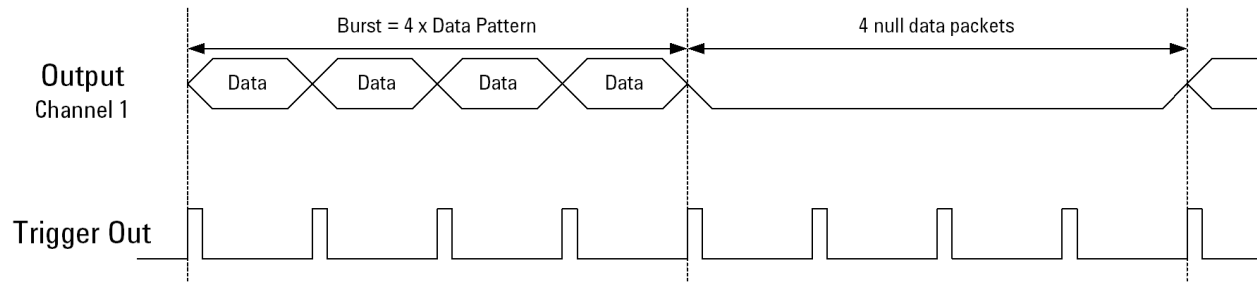 Burst = 4 x Data Pattern
4 null data packets
Output
Channel 1
Data
Data
Data
Data
Trigger Out